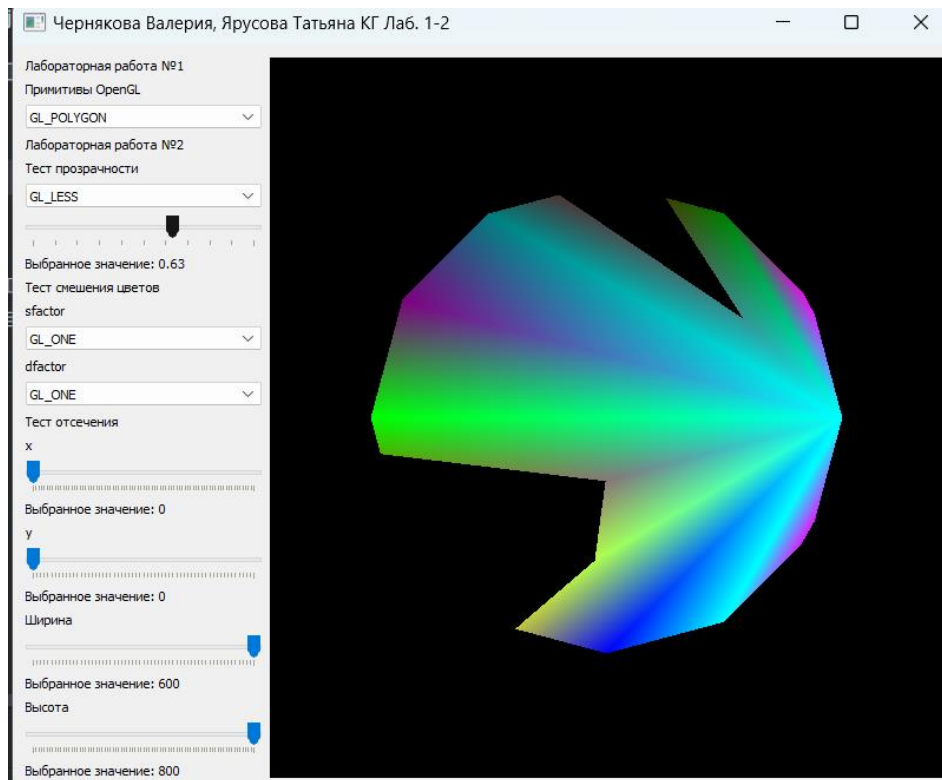 Чернякова Валерия, Ярусова Татьяна КГ Лаб. 1-2
Лабораторная работа №1
Примитивы OpenGL
GL_POLYGON
Лабораторная работа №2
Тест прозрачности
GL_LESS
Выбранное значение: 0.63
Тест смешения цветов
sfactor
GL_ONE
dfactor
GL_ONE
Тест отсечения
x
Выбранное значение: 0
y
Выбранное значение: 0
Ширина
Выбранное значение: 600
Высота
Выбранное значение: 800